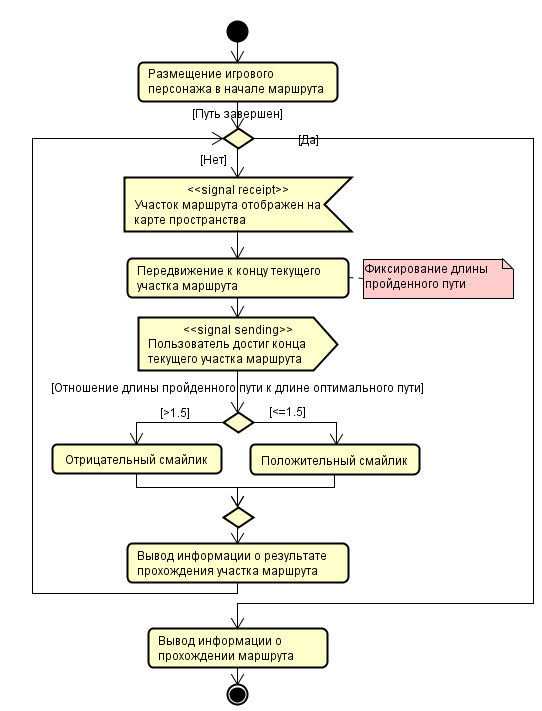 Размещение игрового
персонажа в начале маршрута
[Путь завершен]
[Да]
[Нет]
<<signal receipt>>
Участок маршрута отображен на
карте пространства
Передвижение к концу текущего
участка маршрута
Фиксирование длины
пройденного пути
<<signal sending>>
Пользователь достиг конца
текущего участка маршрута
[Отношение длины пройденного пути к длине оптимального пути]
[>1.5]
[<=1.5]
Отрицательный смайлик
Положительный смайлик
Вывод информации о результате
прохождения участка маршрута
Вывод информации о
прохождении маршрута